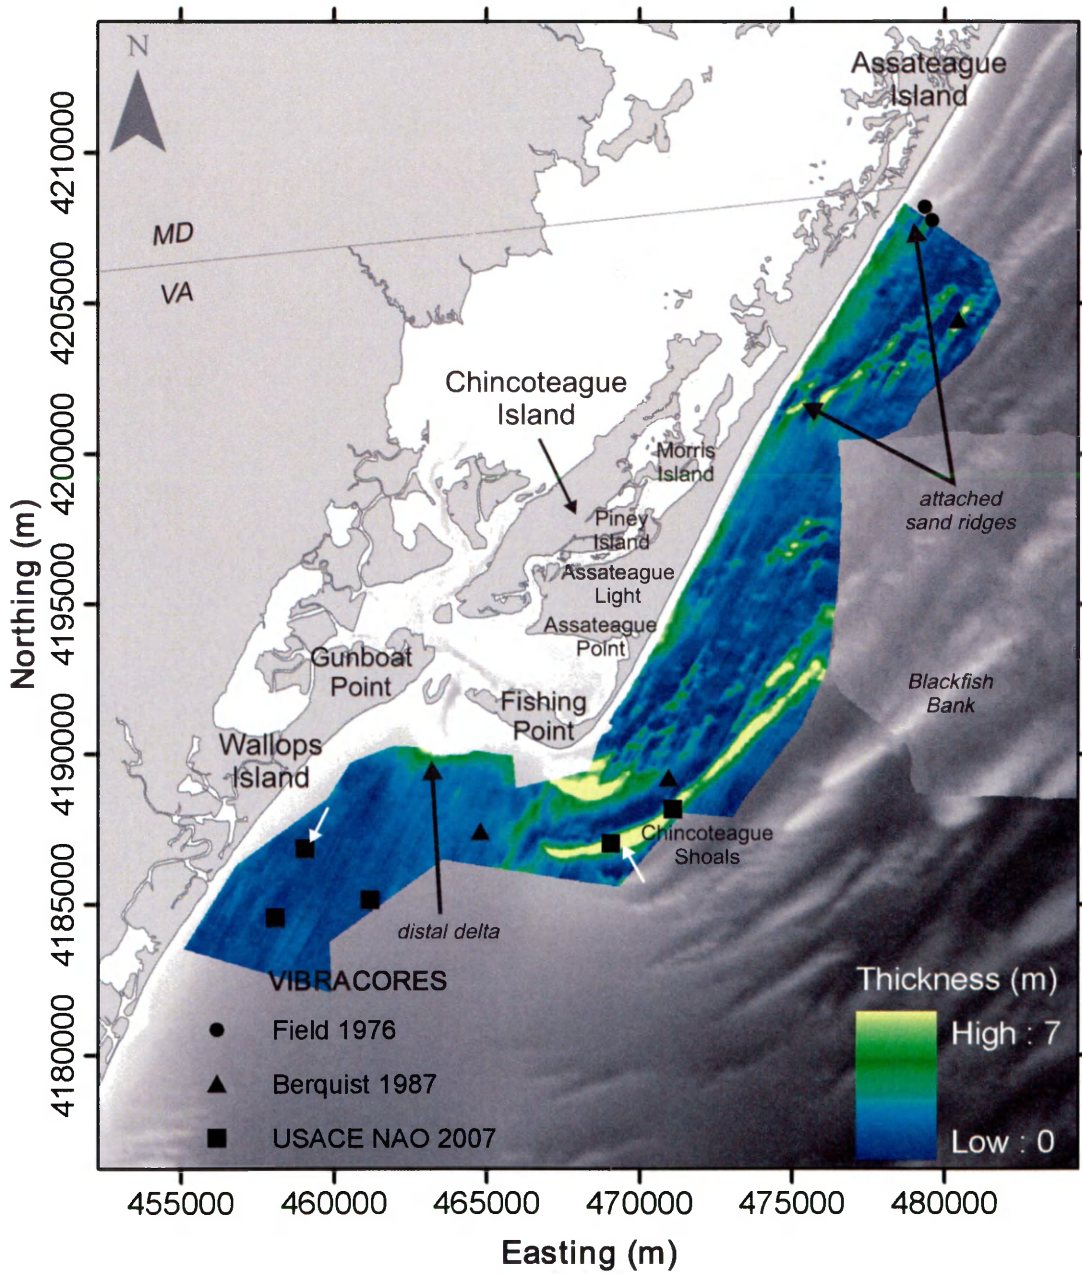 N
Assateague
Island
MD
VA
Chincoteague
Island
Morris
Island
Piney
Island
Assateague
Light
Assateague
Point
attached
sand ridges
Gunboat
Point
Fishing
Point
Blackfish
Bank
Wallops
Island
Chincoteague
Shoals
distal delta
VIBRACORES
Field 1976
Berquist 1987
USACE NAO 2007
Thickness (m)
High : 7
Low : 0
Northing (m)
4210000
4205000
4200000
4195000
4190000
4185000
4180000
455000 460000 465000 470000 475000 480000
Easting (m)